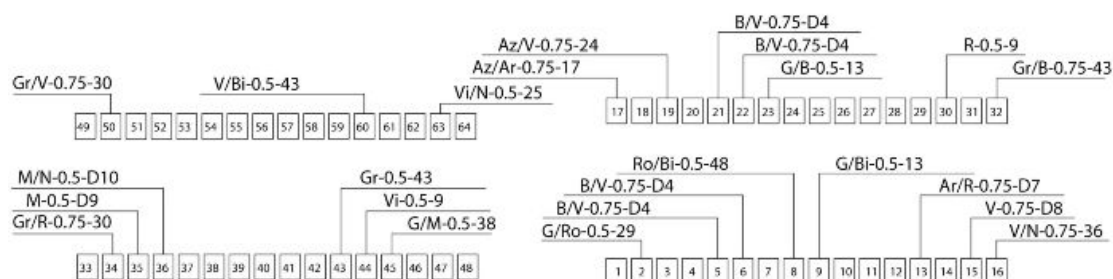 Gr/V-0.75-30
V/Bi-0.5-43
Vi/N-0.5-25
49 50 51 52 53 54 55 56 57 58 59 60 61 62 63 64
B/V-0.75-D4
Az/V-0.75-24
B/V-0.75-D4
R-0.5-9
Az/Ar-0.75-17
G/B-0.5-13
Gr/B-0.75-43
17 18 19 20 21 22 23 24 25 26 27 28 29 30 31 32
M/N-0.5-D10
Gr-0.5-43
M-0.5-D9
Vi-0.5-9
Gr/R-0.75-30
G/M-0.5-38
33 34 35 36 37 38 39 40 41 42 43 44 45 46 47 48
Ro/Bi-0.5-48
G/Bi-0.5-13
B/V-0.75-D4
Ar/R-0.75-D7
B/V-0.75-D4
V-0.75-D8
G/Ro-0.5-29
V/N-0.75-36
1 2 3 4 5 6 7 8 9 10 11 12 13 14 15 16